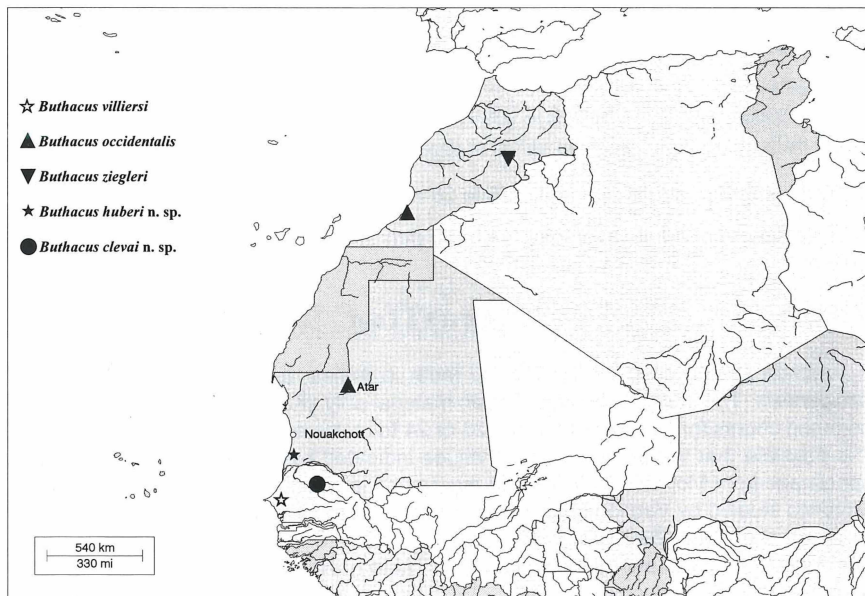 Buthacus villiersi
Buthacus occidentalis
Buthacus ziegleri
Buthacus huberi n. sp.
Buthacus clevai n. sp.
Atar
Nouakchott
540 km
330 mi